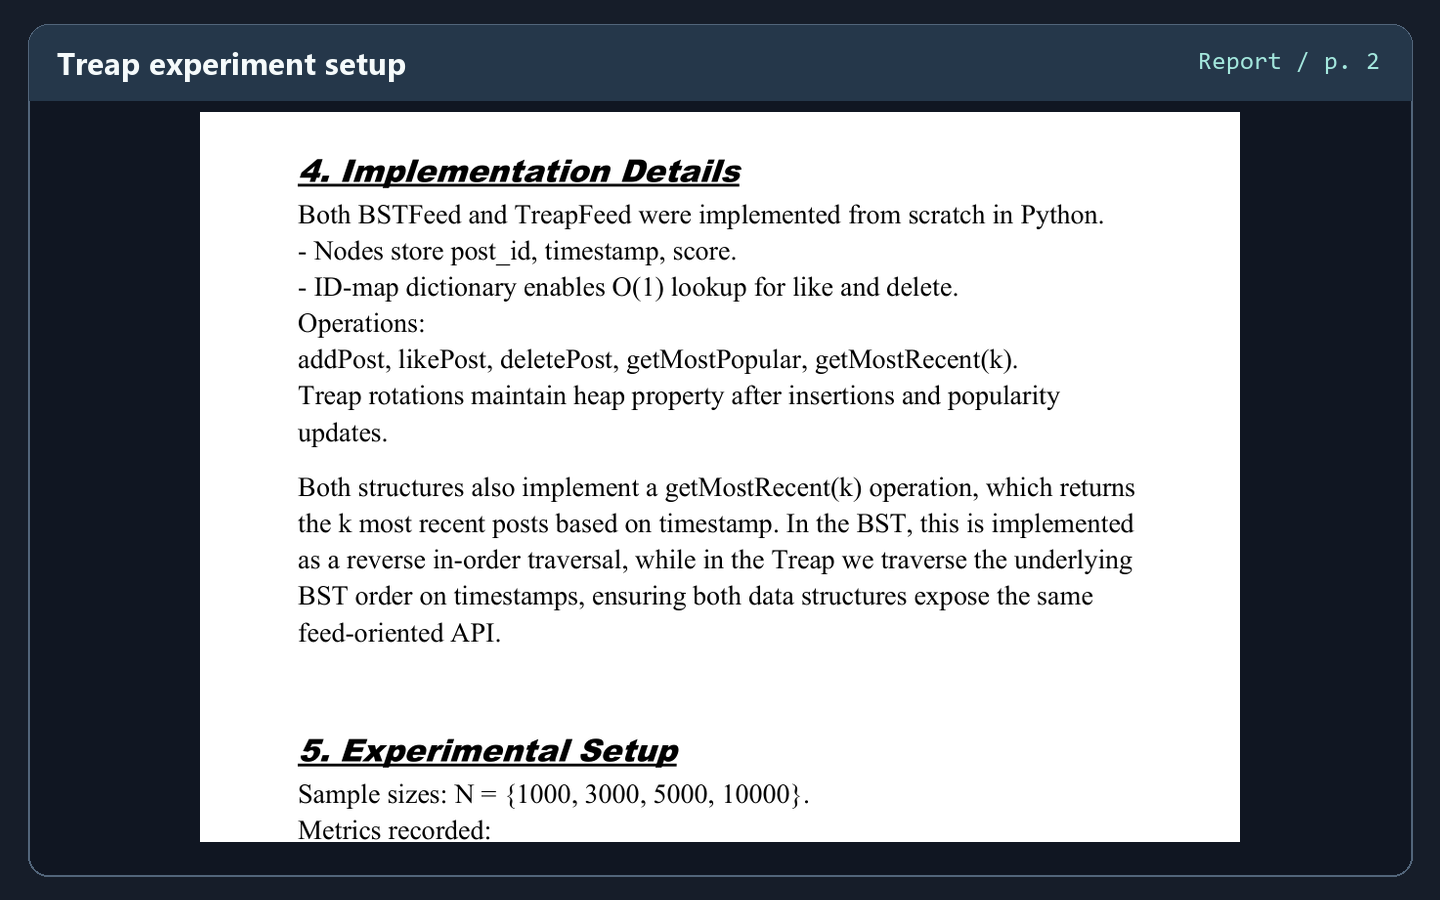 Treap experiment setup
Report / p. 2
4. Implementation Details
Both BSTFeed and TreapFeed were implemented from scratch in Python.
- Nodes store post_id, timestamp, score.
- ID-map dictionary enables O(1) lookup for like and delete.
Operations:
addPost, likePost, deletePost, getMostPopular, getMostRecent(k).
Treap rotations maintain heap property after insertions and popularity
updates.
Both structures also implement a getMostRecent(k) operation, which returns
the k most recent posts based on timestamp. In the BST, this is implemented
as a reverse in-order traversal, while in the Treap we traverse the underlying
BST order on timestamps, ensuring both data structures expose the same
feed-oriented API.
5. Experimental Setup
Sample sizes: N = {1000, 3000, 5000, 10000}.
Metrics recorded: